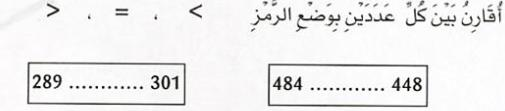 أُقَارِنُ بَيْنَ كُلِّ عَدَدَيْنِ بِوَضْعِ الرَّمْزِ < ، = ، >
484 ............ 448
289 ............ 301